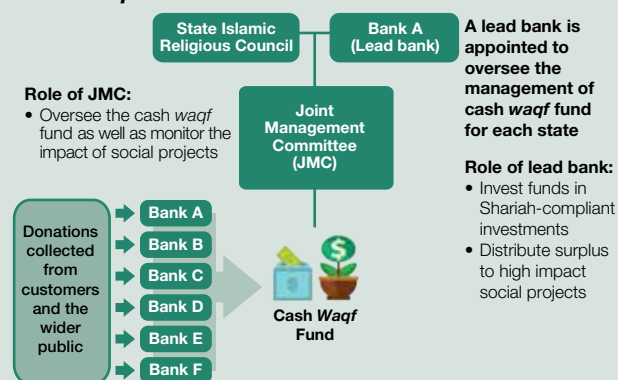 State Islamic
Religious Council
Bank A
(Lead bank)
A lead bank is
appointed to
oversee the
management of
cash waqf fund
for each state
Role of JMC:
• Oversee the cash waqf
fund as well as monitor the
impact of social projects
Joint
Management
Committee
(JMC)
Role of lead bank:
• Invest funds in
Shariah-compliant
investments
• Distribute surplus
to high impact
social projects
Donations
collected
from
customers
and the
wider
public
Bank A
Bank B
Bank C
Bank D
Bank E
Bank F
$
Cash Waqf
Fund